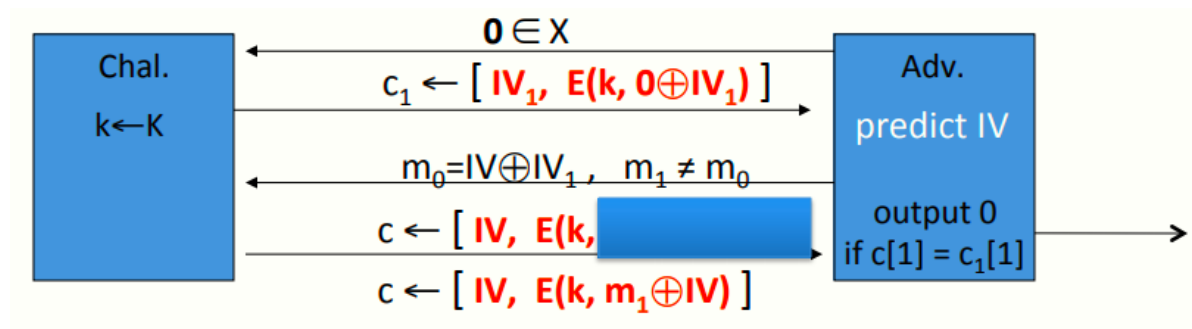 Chal.
k←K
0 ∈ X
c₁ ← [ IV₁, E(k, 0⊕IV₁) ]
m₀=IV⊕IV₁ , m₁ ≠ m₀
c ← [ IV, E(k,
c ← [ IV, E(k, m₁⊕IV) ]
Adv.
predict IV
output 0
if c[1] = c₁[1]